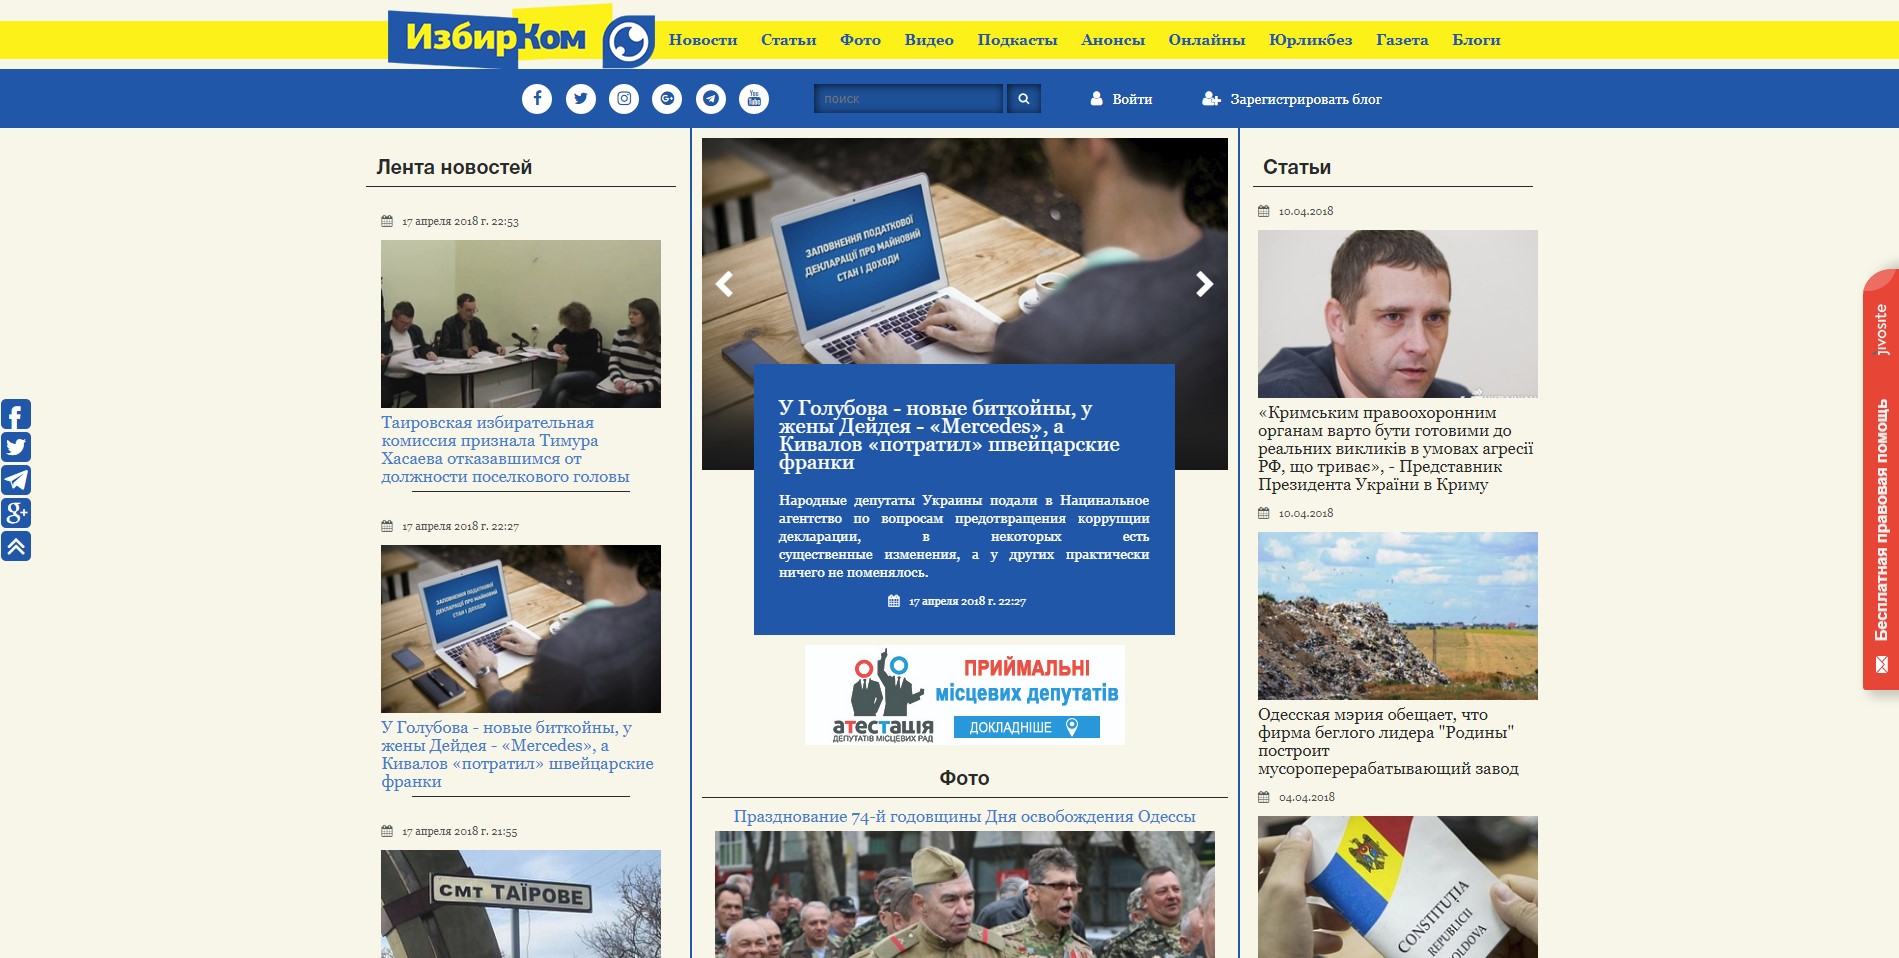 ИзбирКом
Новости Статьи Фото Видео Подкасты Анонсы Онлайны Юрликбез Газета Блоги
поиск
Войти
Зарегистрировать блог
Лента новостей
17 апреля 2018 г. 22:53
Таировская избирательная
комиссия признала Тимура
Хасаева отказавшимся от
должности поселкового головы
17 апреля 2018 г. 22:27
ЗАПОВНЕННЯ ПОДАТКОВОЇ
ДЕКЛАРАЦІЇ ПРО МАЙНОВИЙ
СТАН І ДОХОДИ
У Голубова - новые биткойны, у
жены Дейдея - «Mercedes», а
Кивалов «потратил» швейцарские
франки
17 апреля 2018 г. 21:55
СМТ ТАЇРОВЕ
ЗАПОВНЕННЯ ПОДАТКОВОЇ
ДЕКЛАРАЦІЇ ПРО МАЙНОВИЙ
СТАН І ДОХОДИ
У Голубова - новые биткойны, у
жены Дейдея - «Mercedes», а
Кивалов «потратил» швейцарские
франки
Народные депутаты Украины подали в Национальное
агентство по вопросам предотвращения коррупции
декларации, в некоторых есть
существенные изменения, а у других практически
ничего не поменялось.
17 апреля 2018 г. 22:27
ПРИЙМАЛЬНІ
місцевих депутатів
атестація
ДЕПУТАТІВ МІСЦЕВИХ РАД
ДОКЛАДНІШЕ
Фото
Празднование 74-й годовщины Дня освобождения Одессы
Статьи
10.04.2018
«Кримським правоохоронним
органам варто бути готовими до
реальних викликів в умовах агресії
РФ, що триває», - Представник
Президента України в Криму
10.04.2018
Одесская мэрия обещает, что
фирма беглого лидера "Родины"
построит
мусороперерабатывающий завод
04.04.2018
CONSTITUȚIA
REPUBLICII
MOLDOVA
jivosite
Бесплатная правовая помощь